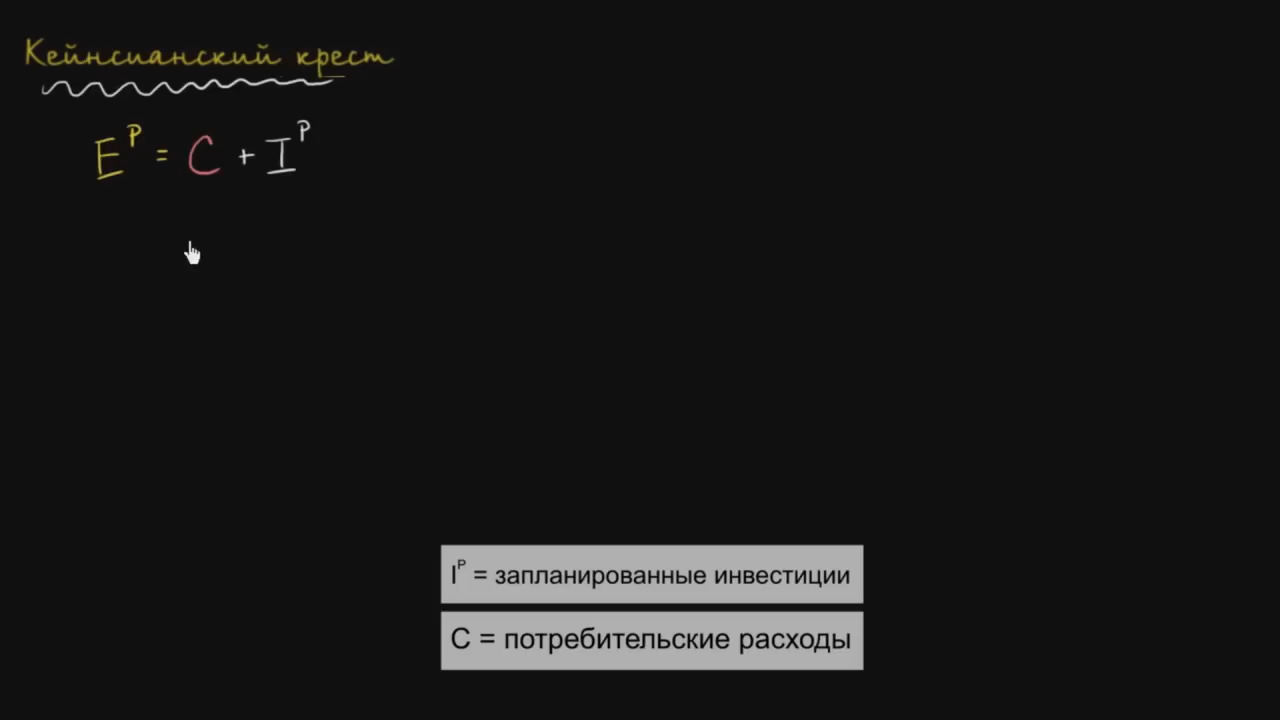 Кейнсианский крест
E^P = C + I^P
I^P = запланированные инвестиции
C = потребительские расходы